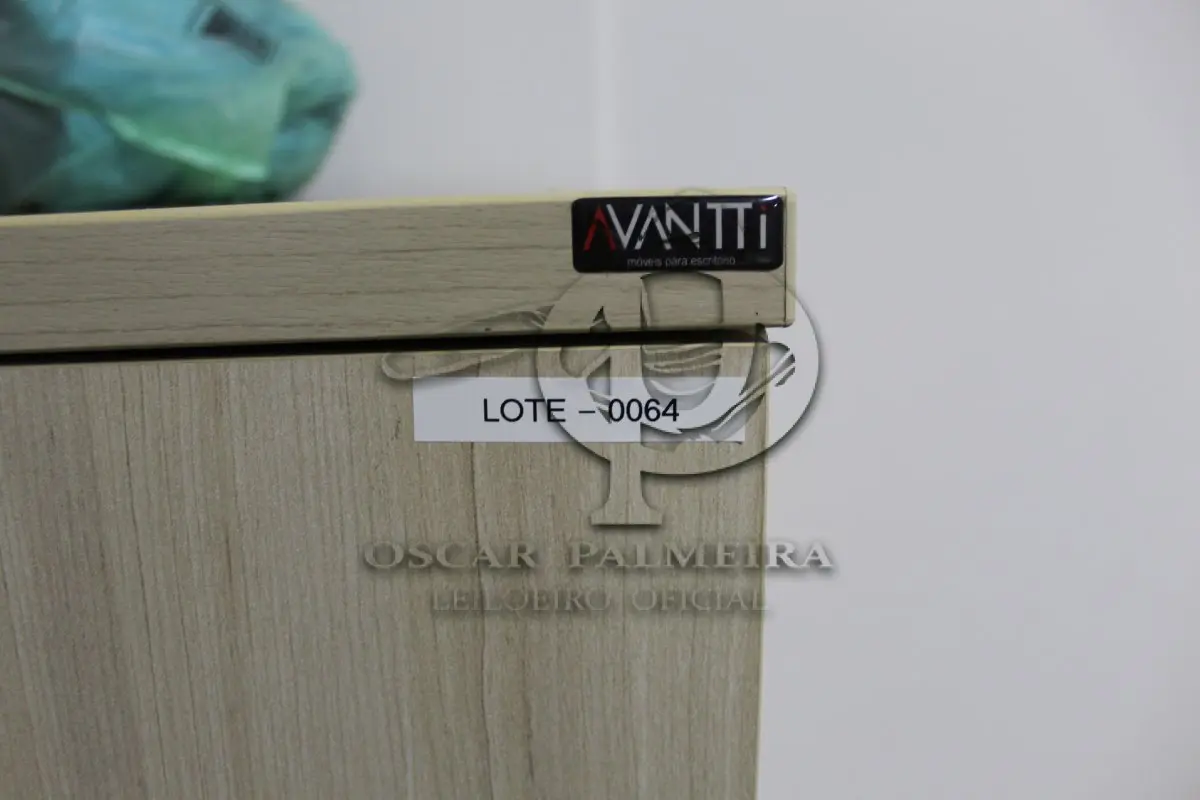 AVANTTi
móveis para escritório
LOTE – 0064
OSCAR PALMEIRA
LEILOEIRO OFICIAL